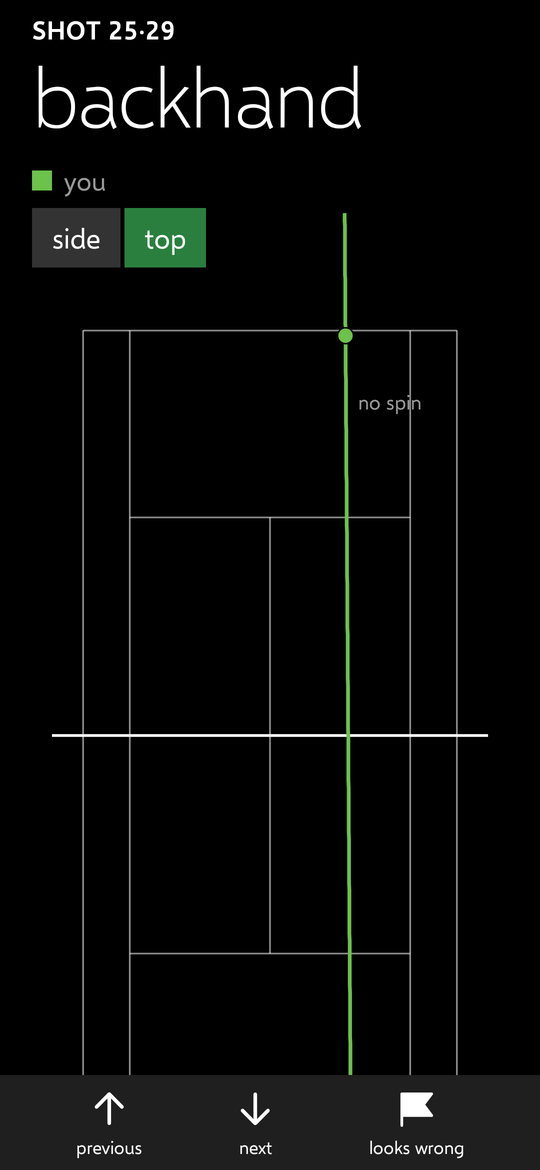 SHOT 25·29
backhand
you
side
top
no spin
previous
next
looks wrong